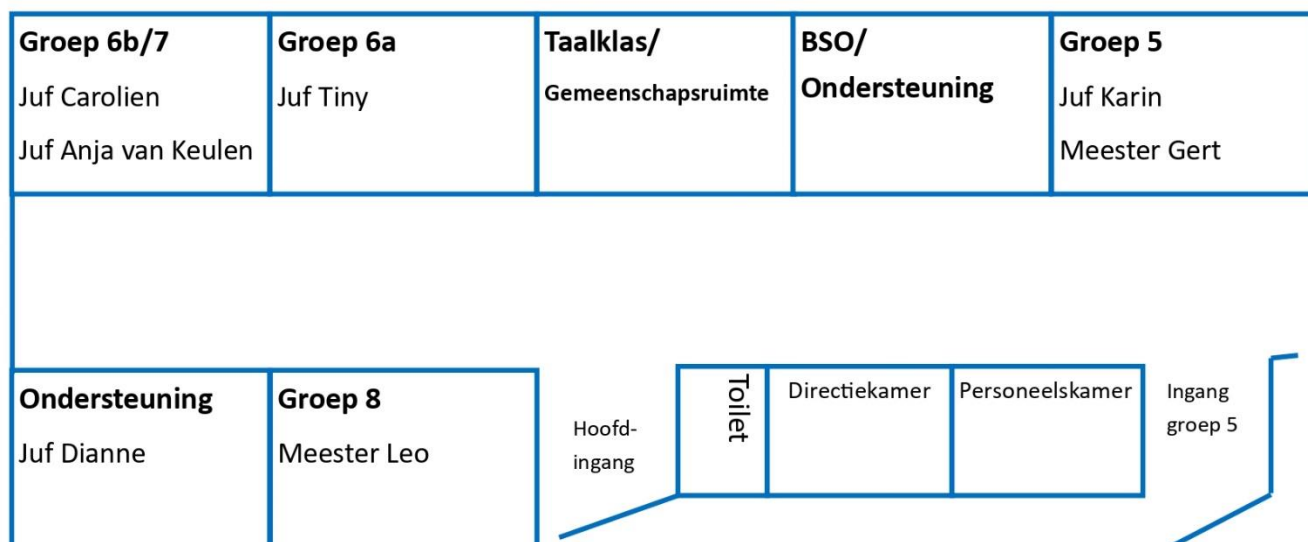 Groep 6b/7
Juf Carolien
Juf Anja van Keulen
Groep 6a
Juf Tiny
Taalklas/
Gemeenschapsruimte
BSO/
Ondersteuning
Groep 5
Juf Karin
Meester Gert
Ondersteuning
Juf Dianne
Groep 8
Meester Leo
Hoofd-
ingang
Toilet
Directiekamer
Personeelskamer
Ingang
groep 5